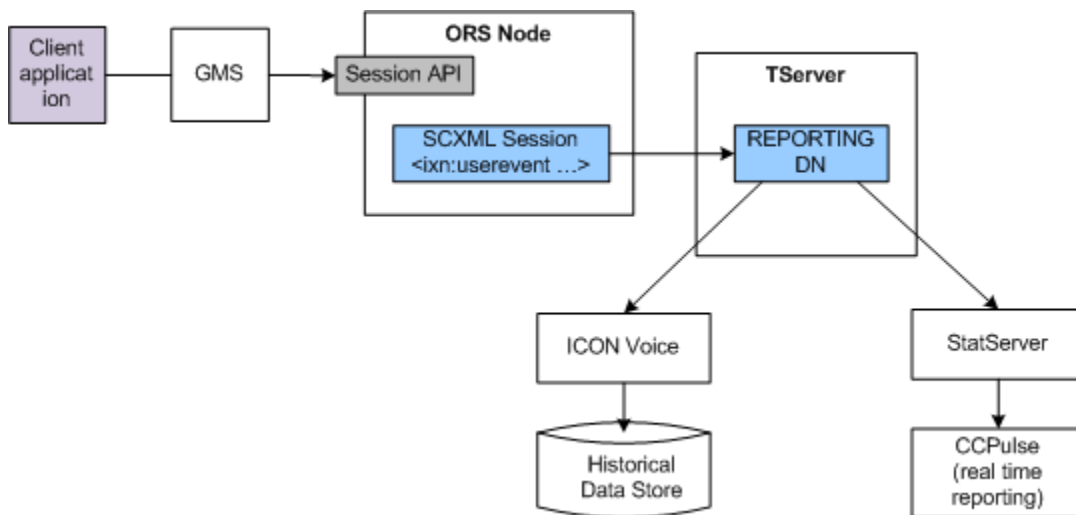 Client
applicat
ion
GMS
ORS Node
Session API
SCXML Session
<ixn:userevent ...>
TServer
REPORTING
DN
ICON Voice
StatServer
Historical
Data Store
CCPulse
(real time
reporting)